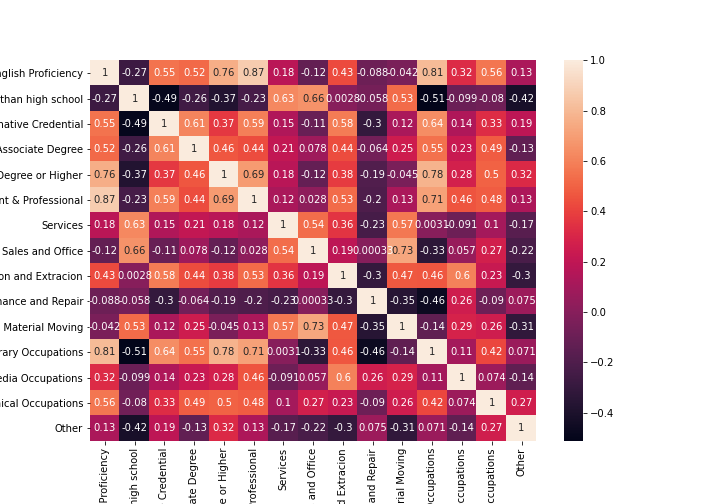 glish Proficiency 1 -0.27 0.55 0.52 0.76 0.87 0.18 -0.12 0.43 -0.088 -0.042 0.81 0.32 0.56 0.13
than high school -0.27 1 -0.49 -0.26 -0.37 -0.23 0.63 0.66 0.0028 -0.058 0.53 -0.51 -0.099 -0.08 -0.42
native Credential 0.55 -0.49 1 0.61 0.37 0.59 0.15 -0.11 0.58 -0.3 0.12 0.64 0.14 0.33 0.19
Associate Degree 0.52 -0.26 0.61 1 0.46 0.44 0.21 0.078 0.44 -0.064 0.25 0.55 0.23 0.49 -0.13
Degree or Higher 0.76 -0.37 0.37 0.46 1 0.69 0.18 -0.12 0.38 -0.19 -0.045 0.78 0.28 0.5 0.32
t & Professional 0.87 -0.23 0.59 0.44 0.69 1 0.12 0.028 0.53 -0.2 0.13 0.71 0.46 0.48 0.13
Services 0.18 0.63 0.15 0.21 0.18 0.12 1 0.54 0.36 -0.23 0.57 0.0031 -0.091 0.1 -0.17
Sales and Office -0.12 0.66 -0.11 0.078 -0.12 0.028 0.54 1 0.19 0.73 -0.33 0.057 0.27 -0.22
on and Extracion 0.43 0.0028 0.58 0.44 0.38 0.53 0.36 0.19 1 -0.3 0.47 0.46 0.6 0.23 -0.3
nance and Repair -0.088 -0.058 -0.3 -0.064 -0.19 -0.2 -0.23 -0.3 1 -0.35 -0.46 0.26 -0.09 0.075
Material Moving -0.042 0.53 0.12 0.25 -0.045 0.13 0.57 0.73 0.47 -0.35 1 -0.14 0.29 0.26 -0.31
rary Occupations 0.81 -0.51 0.64 0.55 0.78 0.71 0.0031 -0.33 0.46 -0.46 -0.14 1 0.11 0.42 0.071
edia Occupations 0.32 -0.099 0.14 0.23 0.28 0.46 -0.091 0.057 0.6 0.26 0.29 0.11 1 0.074 -0.14
nical Occupations 0.56 -0.08 0.33 0.49 0.5 0.48 0.1 0.27 0.23 -0.09 0.26 0.42 0.074 1 0.27
Other 0.13 -0.42 0.19 -0.13 0.32 0.13 -0.17 -0.22 -0.3 0.075 -0.31 0.071 -0.14 0.27 1
Proficiency
high school
Credential
ate Degree
e or Higher
ofessional
Services
and Office
d Extracion
and Repair
rial Moving
ccupations
ccupations
ccupations
Other
1.0
0.8
0.6
0.4
0.2
0.0
−0.2
−0.4